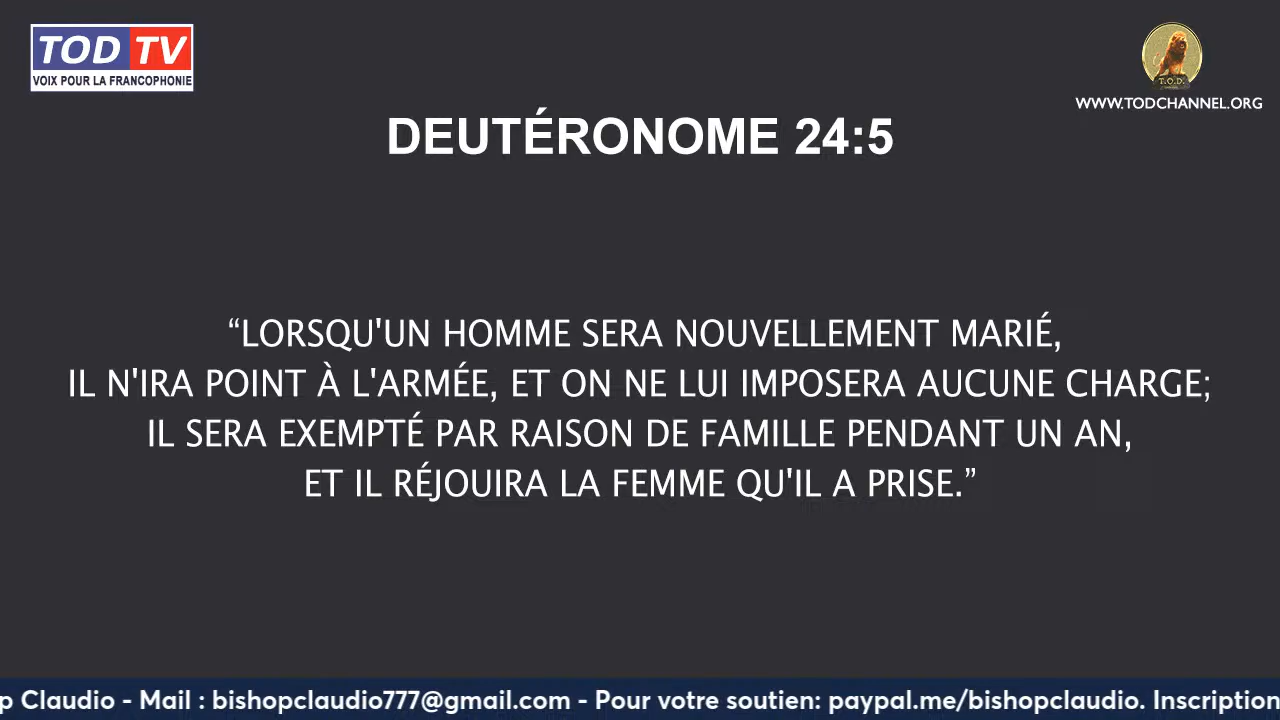 TOD TV
VOIX POUR LA FRANCOPHONIE
T.O.D.
WWW.TODCHANNEL.ORG
DEUTÉRONOME 24:5
“LORSQU'UN HOMME SERA NOUVELLEMENT MARIÉ,
IL N'IRA POINT À L'ARMÉE, ET ON NE LUI IMPOSERA AUCUNE CHARGE;
IL SERA EXEMPTÉ PAR RAISON DE FAMILLE PENDANT UN AN,
ET IL RÉJOUIRA LA FEMME QU'IL A PRISE.”
p Claudio - Mail : bishopclaudio777@gmail.com - Pour votre soutien: paypal.me/bishopclaudio. Inscription